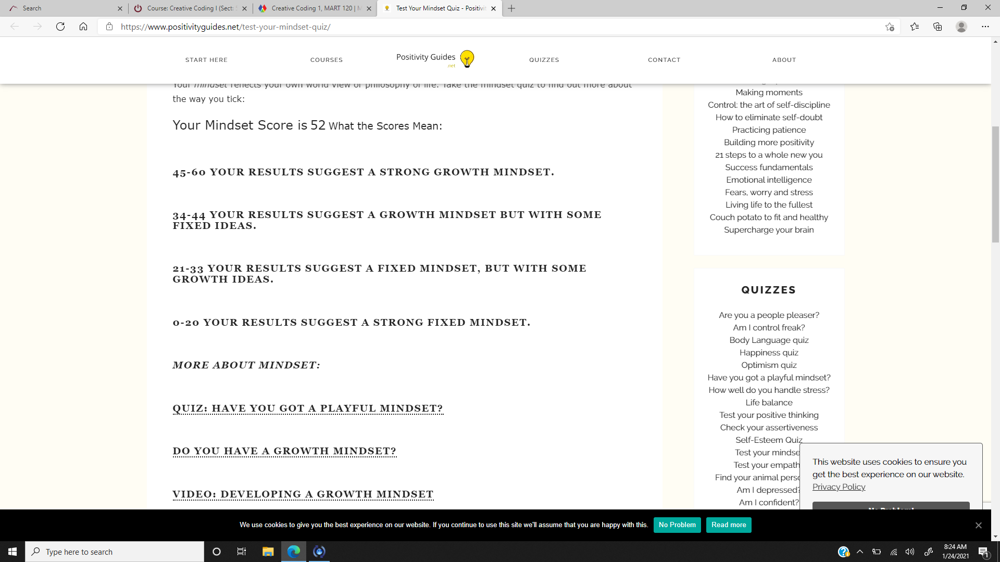 Search
Course: Creative Coding I (Sect:
Creative Coding 1, MART 120 |
Test Your Mindset Quiz - Positivit
https://www.positivityguides.net/test-your-mindset-quiz/
START HERE
COURSES
Positivity Guides
.net
QUIZZES
CONTACT
ABOUT
Your mindset reflects your own world view or philosophy of life. Take the mindset quiz to find out more about
the way you tick:
Your Mindset Score is 52 What the Scores Mean:
45-60 YOUR RESULTS SUGGEST A STRONG GROWTH MINDSET.
34-44 YOUR RESULTS SUGGEST A GROWTH MINDSET BUT WITH SOME
FIXED IDEAS.
21-33 YOUR RESULTS SUGGEST A FIXED MINDSET, BUT WITH SOME
GROWTH IDEAS.
0-20 YOUR RESULTS SUGGEST A STRONG FIXED MINDSET.
MORE ABOUT MINDSET:
QUIZ: HAVE YOU GOT A PLAYFUL MINDSET?
DO YOU HAVE A GROWTH MINDSET?
VIDEO: DEVELOPING A GROWTH MINDSET
Making moments
Control: the art of self-discipline
How to eliminate self-doubt
Practicing patience
Building more positivity
21 steps to a whole new you
Success fundamentals
Emotional intelligence
Fears, worry and stress
Living life to the fullest
Couch potato to fit and healthy
Supercharge your brain
QUIZZES
Are you a people pleaser?
Am I control freak?
Body Language quiz
Happiness quiz
Optimism quiz
Have you got a playful mindset?
How well do you handle stress?
Life balance
Test your positive thinking
Check your assertiveness
Self-Esteem Quiz
Test your mindse
Test your empath
Find your animal perso
Am I depressed?
Am I confident?
This website uses cookies to ensure you
get the best experience on our website.
Privacy Policy
No Problem!
We use cookies to give you the best experience on our website. If you continue to use this site we'll assume that you are happy with this.
No Problem
Read more
Type here to search
8:24 AM
1/24/2021
1